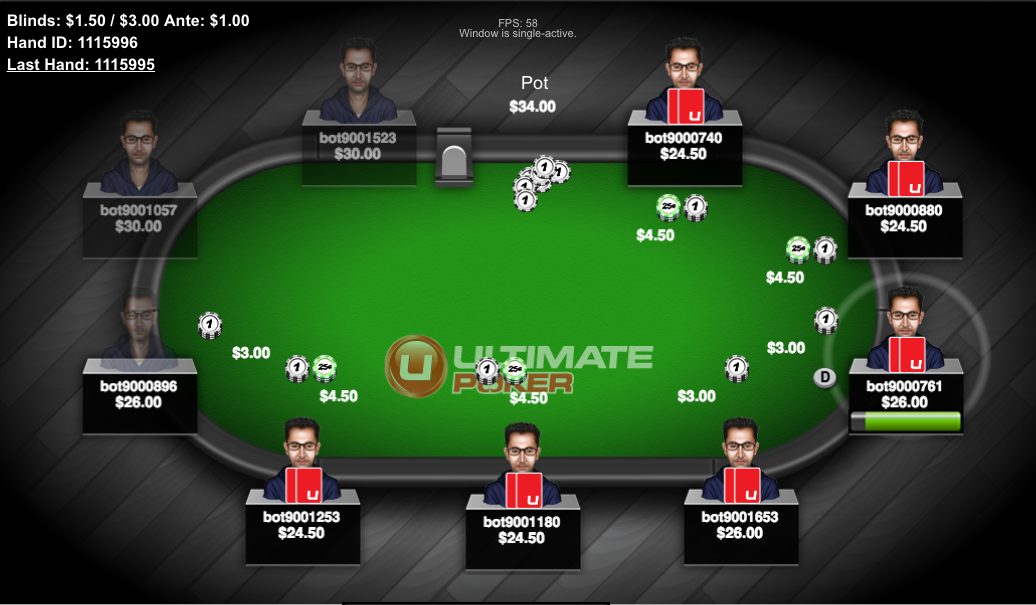 Blinds: $1.50 / $3.00 Ante: $1.00
Hand ID: 1115996
Last Hand: 1115995
FPS: 58
Window is single-active.
Pot
$34.00
bot9001523
$30.00
bot9000740
$24.50
bot9001057
$30.00
bot9000880
$24.50
$4.50
$4.50
$3.00
$3.00
bot9000896
$26.00
bot9000761
$26.00
D
ULTIMATE
POKER
$4.50
$4.50
$3.00
bot9001253
$24.50
bot9001180
$24.50
bot9001653
$26.00